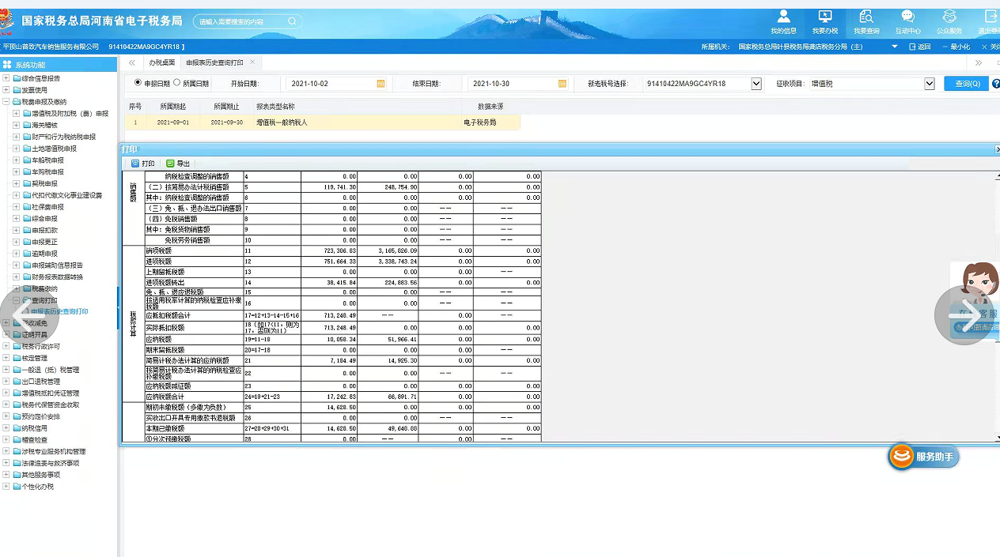 国家税务总局河南省电子税务局
请输入需要搜索的内容
我的信息 我要办税 我要查询 互动中心 公众服务
平顶山首致汽车销售服务有限公司 91410422MA9GC4YR18 】
所属机关： 国家税务总局叶县税务局龚店税务分局（主） 返回 最小化
系统功能
办税桌面 申报表历史查询打印
综合信息报告
发票使用
税费申报及缴纳
增值税及附加税（费）申报
海关稽核
财产和行为税纳税申报
土地增值税申报
车船税申报
车购税申报
契税申报
代扣代缴文化事业建设费
社保费申报
综合申报
申报扣款
申报更正
逾期申报
申报辅助信息报告
财务报表数据转换
税费缴纳
查询打印
申报表历史查询打印
税收减免
证明开具
税务行政许可
核定管理
一般退（抵）税管理
出口退税管理
增值税抵扣凭证管理
税务代保管资金收取
预约定价安排
纳税信用
稽查检查
涉税专业服务机构管理
法律追责与救济事项
其他服务事项
个性化办税
申报日期 所属日期 开始日期： 2021-10-02 结束日期： 2021-10-30 新老税号选择： 91410422MA9GC4YR18 征收项目： 增值税 查询(Q)
序号 所属期起 所属期止 报表类型名称 数据来源
1 2021-09-01 2021-09-30 增值税一般纳税人 电子税务局
打印
打印 导出
销售额
纳税检查调整的销售额 4 0.00 0.00 0.00 0.00
（二）按简易办法计税销售额 5 119,741.30 248,754.90 0.00 0.00
其中：纳税检查调整的销售额 6 0.00 0.00 0.00 0.00
（三）免、抵、退办法出口销售额 7 0.00 0.00 —— ——
（四）免税销售额 8 0.00 0.00 —— ——
其中：免税货物销售额 9 0.00 0.00 —— ——
免税劳务销售额 10 0.00 0.00 —— ——
税款计算
销项税额 11 723,306.83 3,165,826.09 0.00 0.00
进项税额 12 751,664.33 3,338,743.24 0.00 0.00
上期留抵税额 13 0.00 0.00 0.00 ——
进项税额转出 14 38,415.84 224,883.56 0.00 0.00
免、抵、退应退税额 15 0.00 0.00 —— ——
按适用税率计算的纳税检查应补缴税额 16 0.00 0.00 —— ——
应抵扣税额合计 17=12+13-14-15+16 713,248.49 —— 0.00 ——
实际抵扣税额 18（如17<11，则为17，否则为11） 713,248.49 0.00 0.00 0.00
应纳税额 19=11-18 10,058.34 51,966.41 0.00 0.00
期末留抵税额 20=17-18 0.00 0.00 0.00 ——
简易计税办法计算的应纳税额 21 7,184.49 14,925.30 0.00 0.00
按简易计税办法计算的纳税检查应补缴税额 22 0.00 0.00 —— ——
应纳税额减征额 23 0.00 0.00 0.00 0.00
应纳税额合计 24=19+21-23 17,242.83 66,891.71 0.00 0.00
期初未缴税额（多缴为负数） 25 14,628.50 0.00 0.00 0.00
实收出口开具专用缴款书退税额 26 0.00 0.00 —— ——
本期已缴税额 27=28+29+30+31 14,628.50 49,648.88 0.00 0.00
①分次预缴税额 28 0.00 —— 0.00 ——
服务助手